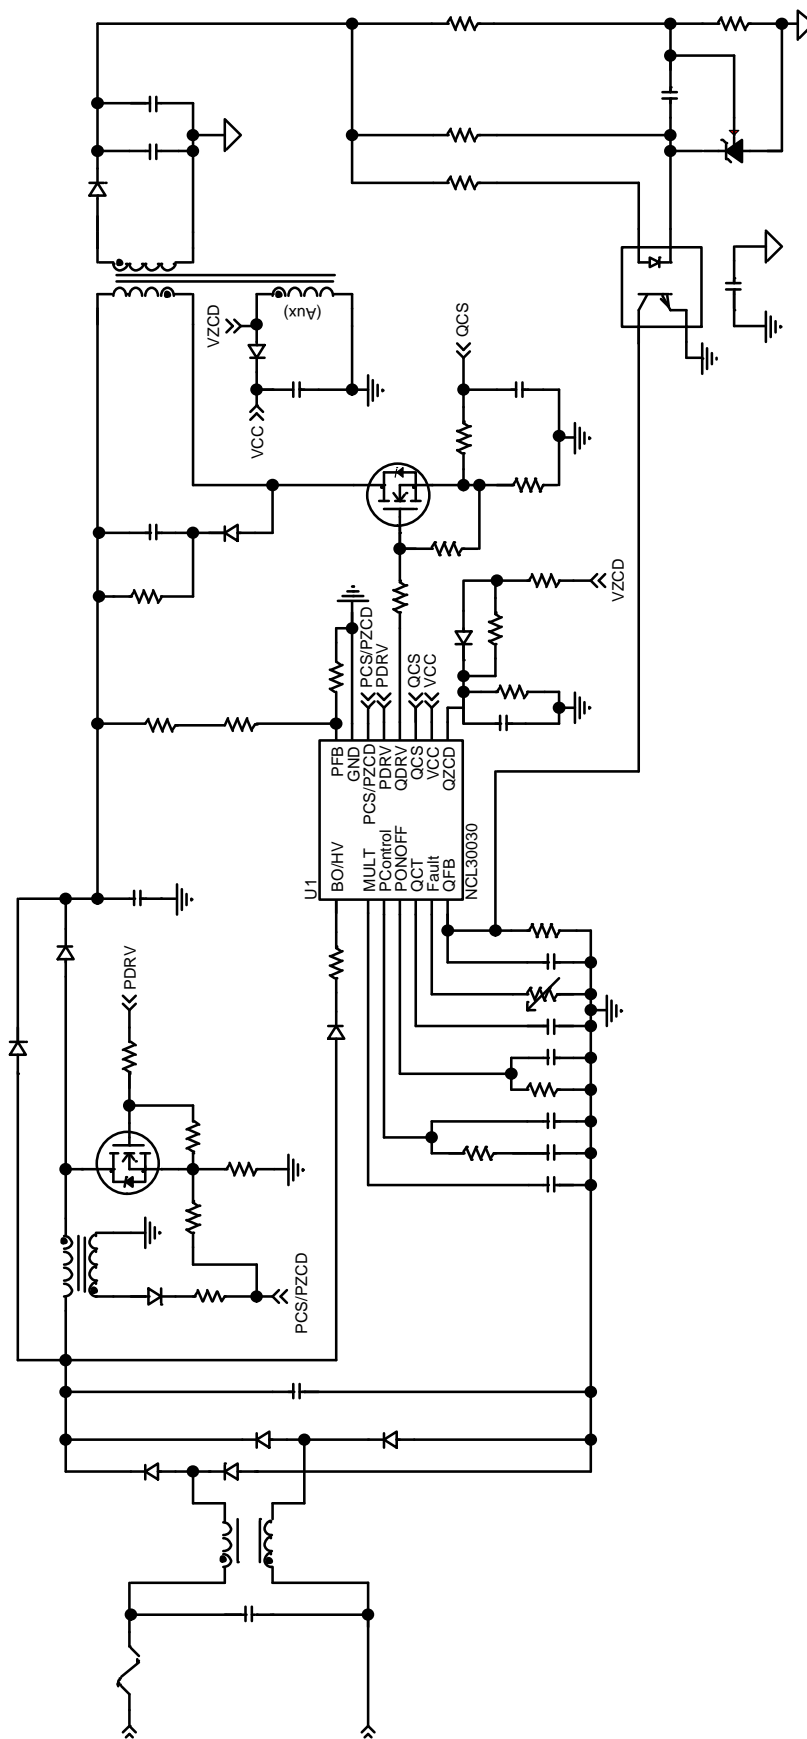 VZCD
(Aux)
QCS
VCC
VZCD
PCS/PZCD
PDRV
QCS
VCC
PFB
GND
PCS/PZCD
PDRV
QDRV
QCS
VCC
QZCD
U1
BO/HV
MULT
PControl
PONOFF
QCT
Fault
QFB
NCL30030
PDRV
PCS/PZCD